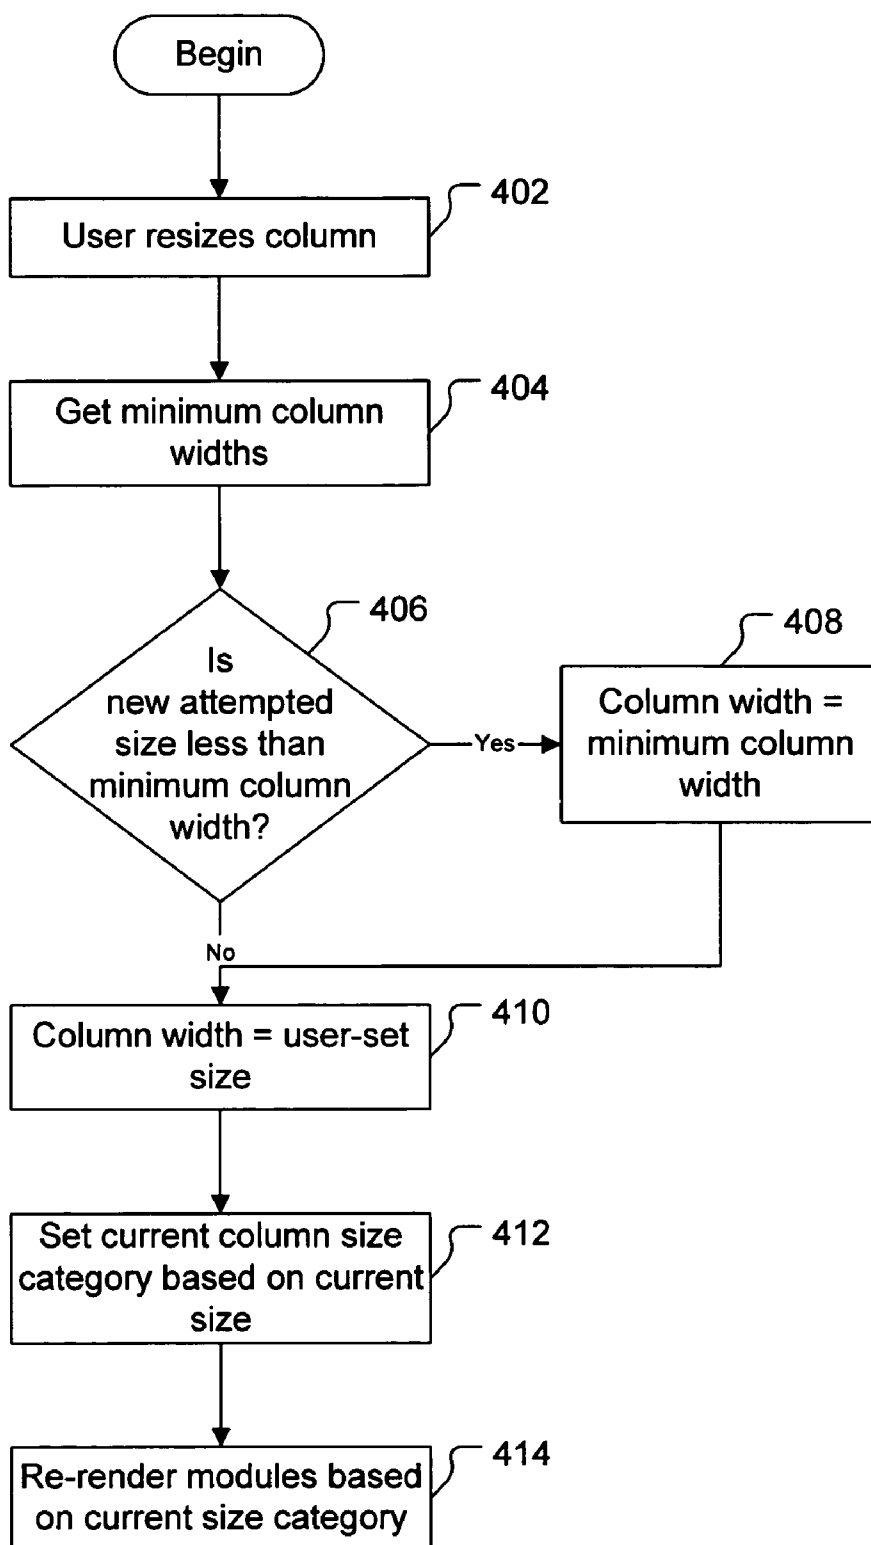 Begin
402
User resizes column
404
Get minimum column
widths
406
Is
new attempted
size less than
minimum column
width?
Yes
408
Column width =
minimum column
width
No
410
Column width = user-set
size
412
Set current column size
category based on current
size
414
Re-render modules based
on current size category